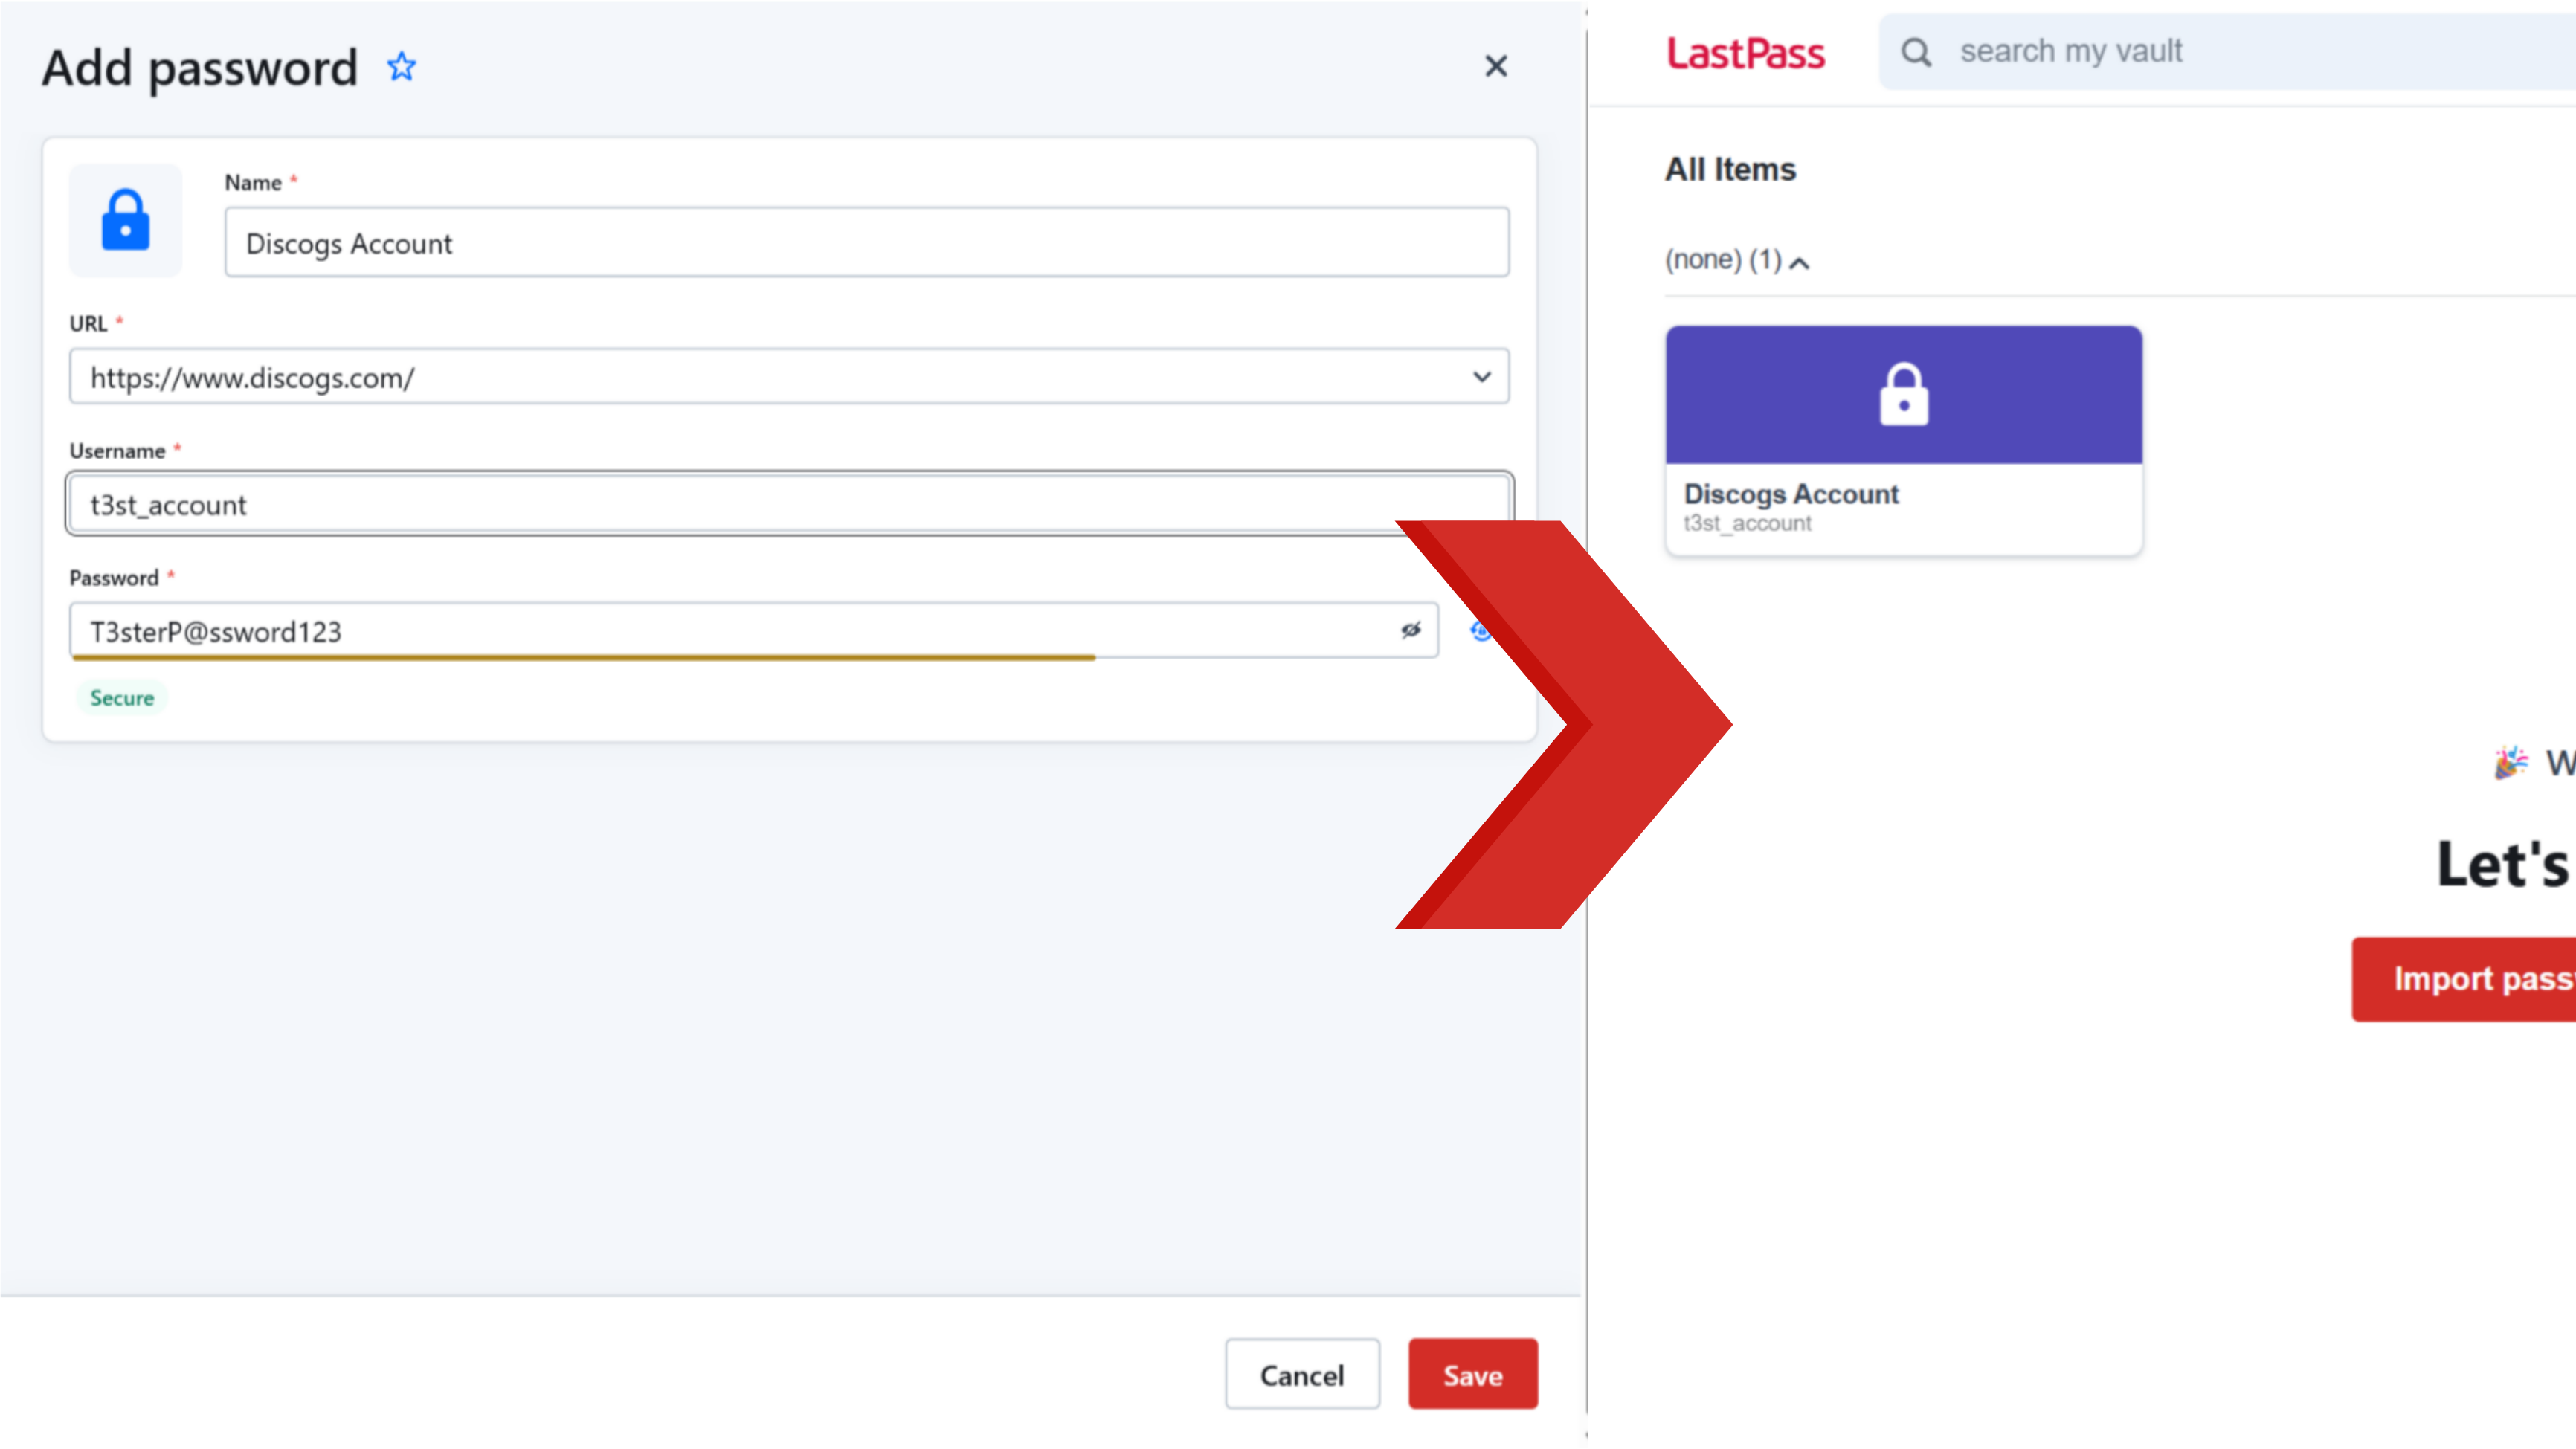 Add password
Name *
Discogs Account
URL *
https://www.discogs.com/
Username *
t3st_account
Password *
T3sterP@ssword123
Secure
Cancel
Save
LastPass
search my vault
All Items
(none) (1)
Discogs Account
t3st_account
Let's
Import